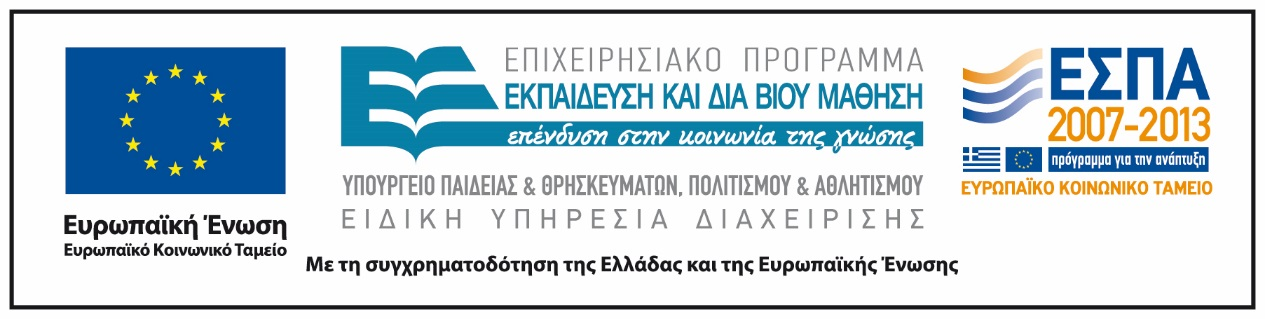 Ευρωπαϊκή Ένωση
Ευρωπαϊκό Κοινωνικό Ταμείο
ΕΠΙΧΕΙΡΗΣΙΑΚΟ ΠΡΟΓΡΑΜΜΑ
ΕΚΠΑΙΔΕΥΣΗ ΚΑΙ ΔΙΑ ΒΙΟΥ ΜΑΘΗΣΗ
επένδυση στην κοινωνία της γνώσης
ΥΠΟΥΡΓΕΙΟ ΠΑΙΔΕΙΑΣ & ΘΡΗΣΚΕΥΜΑΤΩΝ, ΠΟΛΙΤΙΣΜΟΥ & ΑΘΛΗΤΙΣΜΟΥ
ΕΙΔΙΚΗ ΥΠΗΡΕΣΙΑ ΔΙΑΧΕΙΡΙΣΗΣ
ΕΣΠΑ
2007-2013
πρόγραμμα για την ανάπτυξη
ΕΥΡΩΠΑΪΚΟ ΚΟΙΝΩΝΙΚΟ ΤΑΜΕΙΟ
Με τη συγχρηματοδότηση της Ελλάδας και της Ευρωπαϊκής Ένωσης